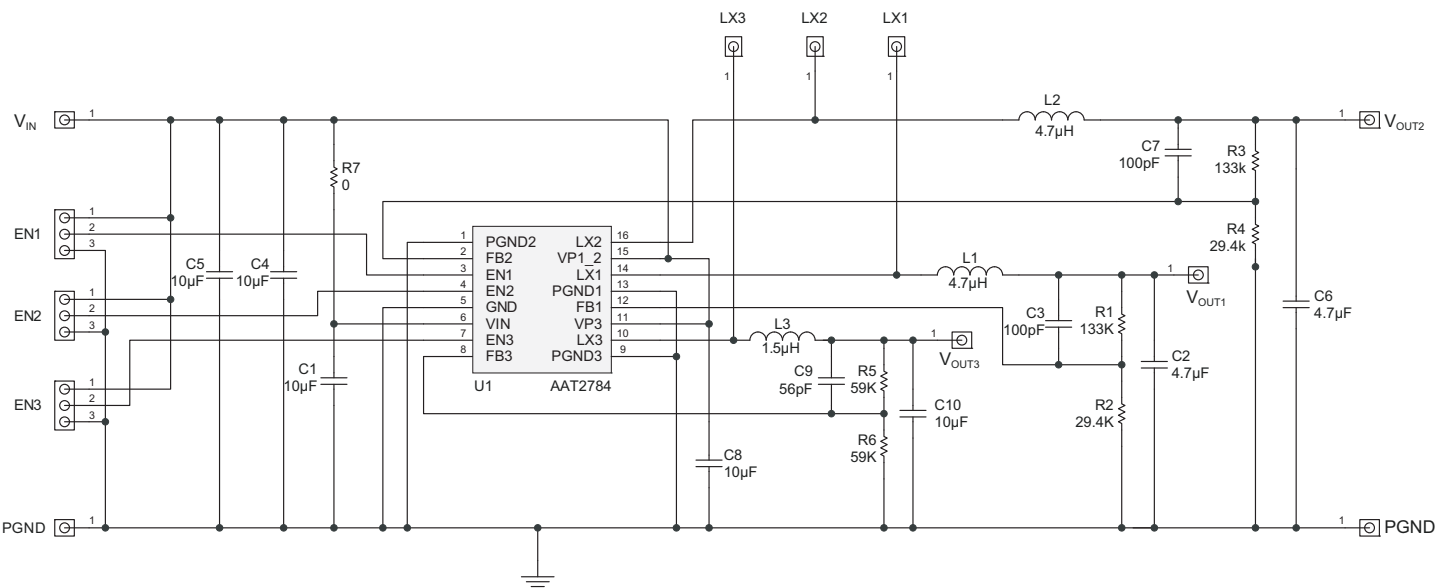 LX3
LX2
LX1
1
1
1
VIN
1
L2
4.7µH
1
VOUT2
R7
0
C7
100pF
R3
133k
EN1
1
2
3
R4
29.4k
1
2
3
4
5
6
7
8
PGND2
FB2
EN1
EN2
GND
VIN
EN3
FB3
LX2
VP1_2
LX1
PGND1
FB1
VP3
LX3
PGND3
16
15
14
13
12
11
10
9
U1
AAT2784
C5
10µF
C4
10µF
L1
4.7µH
1
VOUT1
EN2
1
2
3
C3
100pF
R1
133K
C6
4.7µF
L3
1.5µH
1
VOUT3
C2
4.7µF
C1
10µF
C9
56pF
R5
59K
EN3
1
2
3
C10
10µF
R2
29.4K
R6
59K
C8
10µF
PGND
1
1
PGND